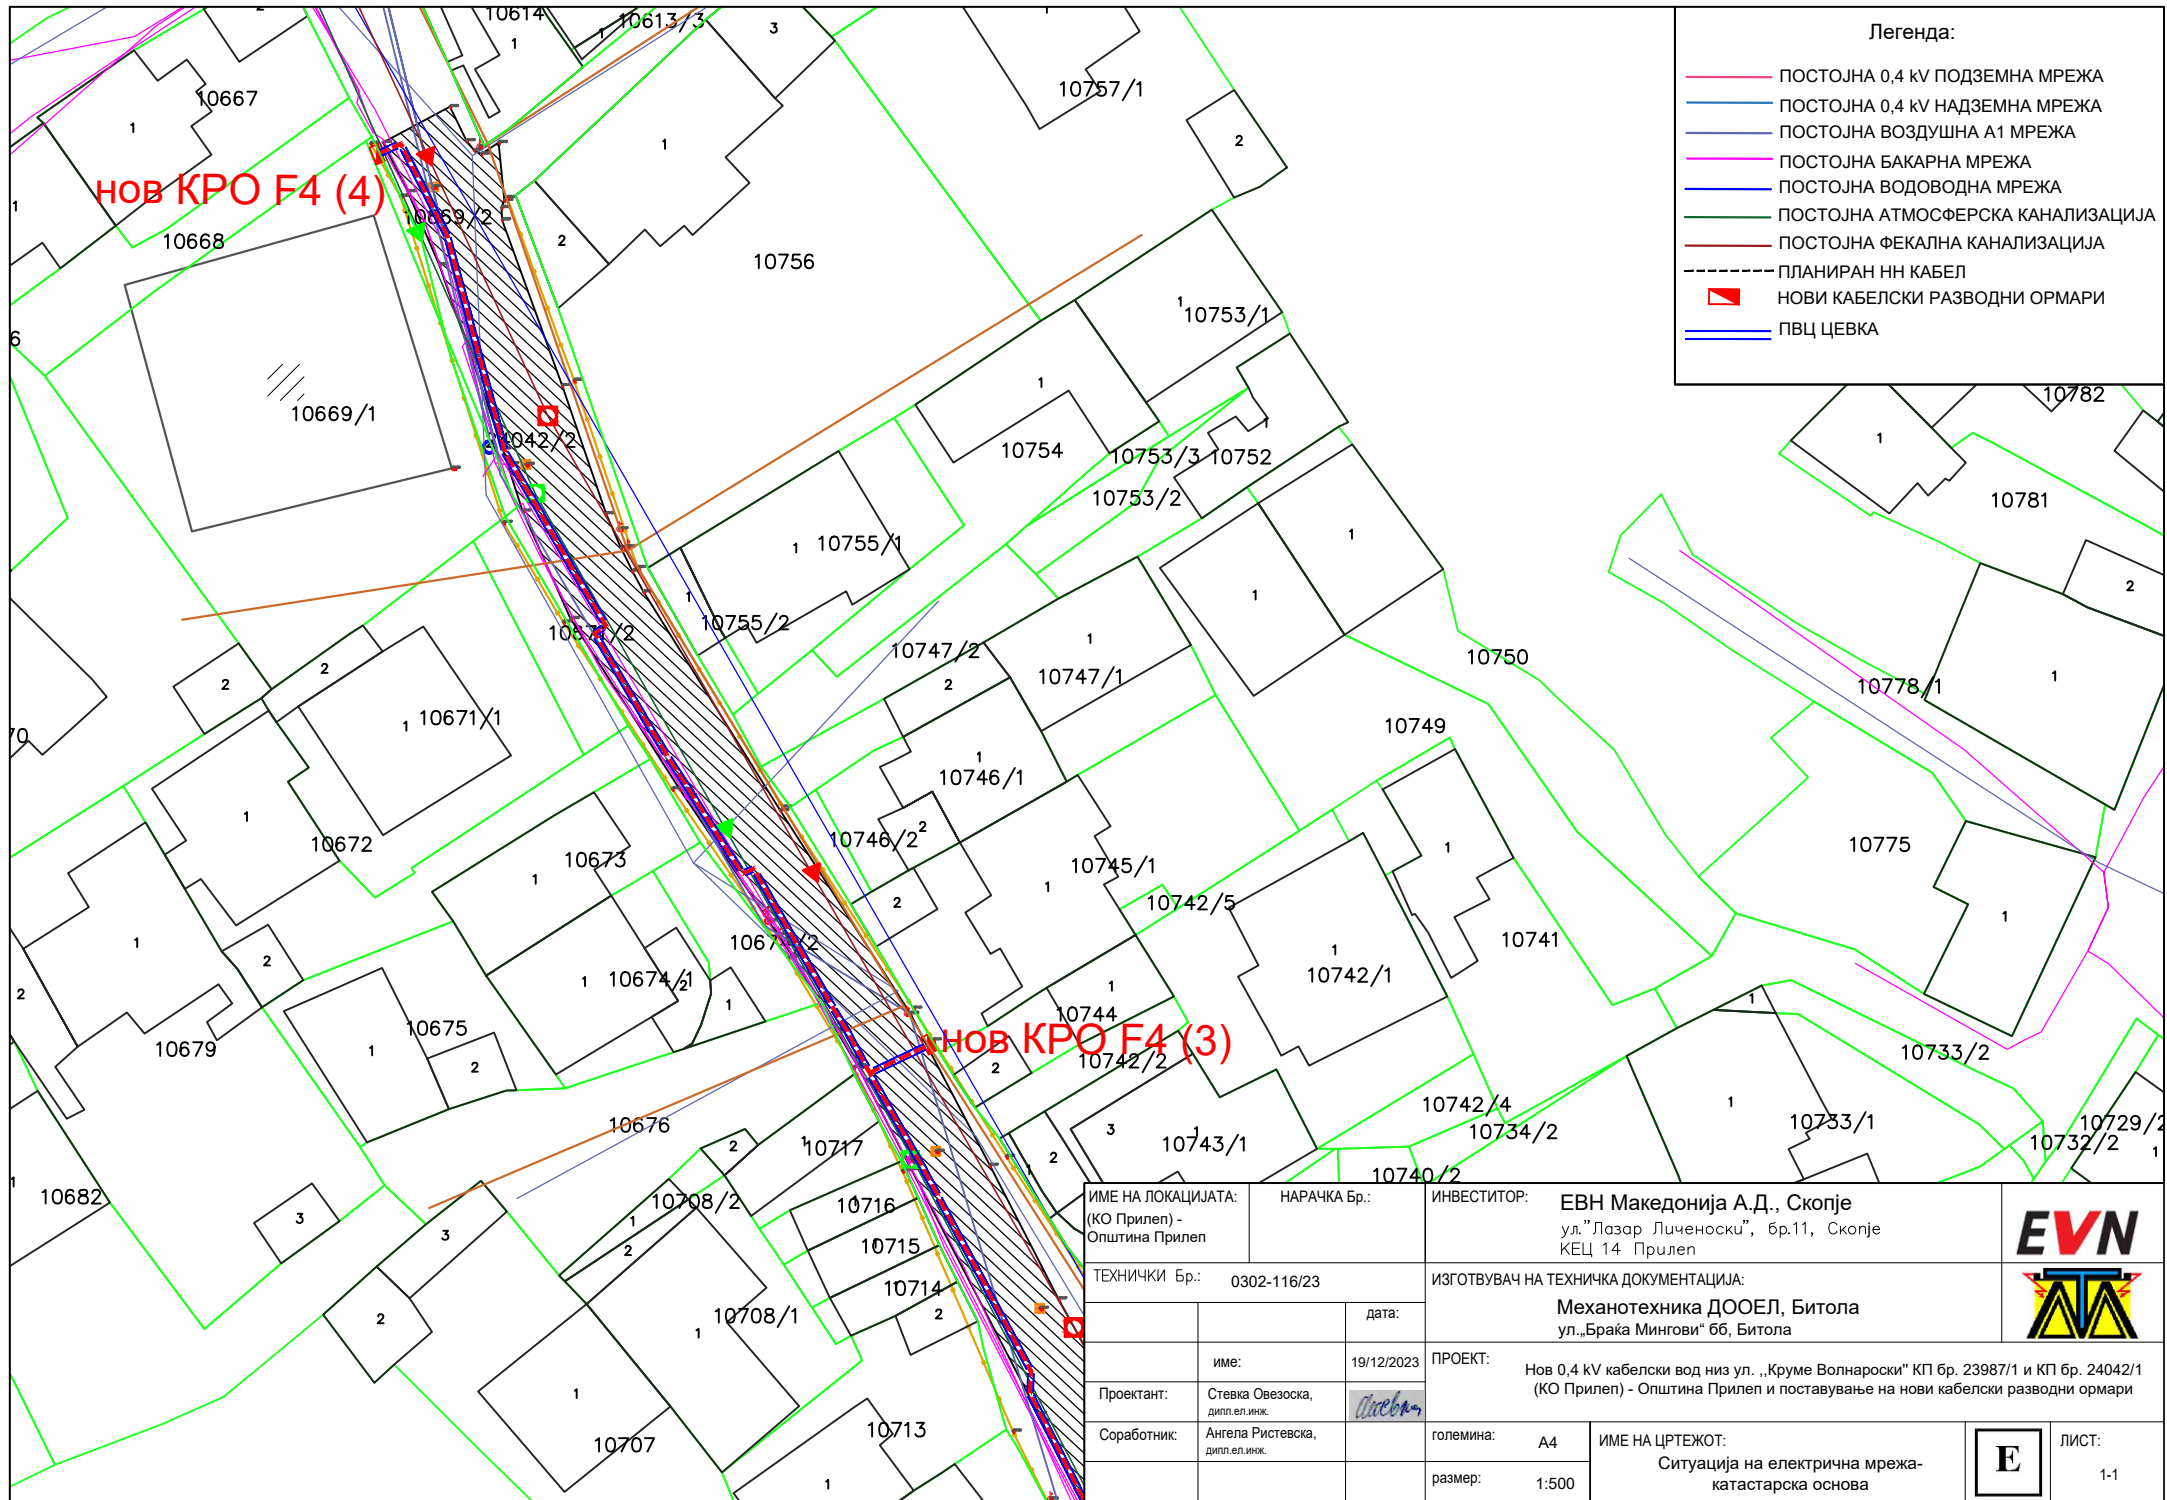 10614
10613/3
10667
10757/1
нов КРО F4 (4)
10669/2
10668
10756
10753/1
10669/1
10754
10753/3
10752
10753/2
10755/1
10755/2
10747/2
10747/1
10750
10749
10671/1
10746/1
10746/2
10672
10673
10745/1
10742/5
10742/1
10741
10674/1
10675
10679
10744
нов КРО F4 (3)
10742/2
10742/4
10734/2
10743/1
10740/2
10676
10717
10682
10708/2
10716
10715
10714
10708/1
10707
10713
10782
10781
10778/1
10775
10733/2
10733/1
10732/2
10729/2
Легенда:
ПОСТОЈНА 0,4 kV ПОДЗЕМНА МРЕЖА
ПОСТОЈНА 0,4 kV НАДЗЕМНА МРЕЖА
ПОСТОЈНА ВОЗДУШНА А1 МРЕЖА
ПОСТОЈНА БАКАРНА МРЕЖА
ПОСТОЈНА ВОДОВОДНА МРЕЖА
ПОСТОЈНА АТМОСФЕРСКА КАНАЛИЗАЦИЈА
ПОСТОЈНА ФЕКАЛНА КАНАЛИЗАЦИЈА
ПЛАНИРАН НН КАБЕЛ
НОВИ КАБЕЛСКИ РАЗВОДНИ ОРМАРИ
ПВЦ ЦЕВКА
ИМЕ НА ЛОКАЦИЈАТА:
(КО Прилеп) -
Општина Прилеп
НАРАЧКА Бр.:
ИНВЕСТИТОР:
ЕВН Македонија А.Д., Скопје
ул."Лазар Личеноски", бр.11, Скопје
КЕЦ 14 Прилеп
EVN
ТЕХНИЧКИ Бр.: 0302-116/23
ИЗГОТВУВАЧ НА ТЕХНИЧКА ДОКУМЕНТАЦИЈА:
Механотехника ДООЕЛ, Битола
ул.„Браќа Мингови“ бб, Битола
дата:
име:
19/12/2023
ПРОЕКТ:
Нов 0,4 kV кабелски вод низ ул. ,,Круме Волнароски" КП бр. 23987/1 и КП бр. 24042/1
(КО Прилеп) - Општина Прилеп и поставување на нови кабелски разводни ормари
Проектант:
Стевка Овезоска,
дипл.ел.инж.
Соработник:
Ангела Ристевска,
дипл.ел.инж.
големина: А4
размер: 1:500
ИМЕ НА ЦРТЕЖОТ:
Ситуација на електрична мрежа-
катастарска основа
E
ЛИСТ:
1-1